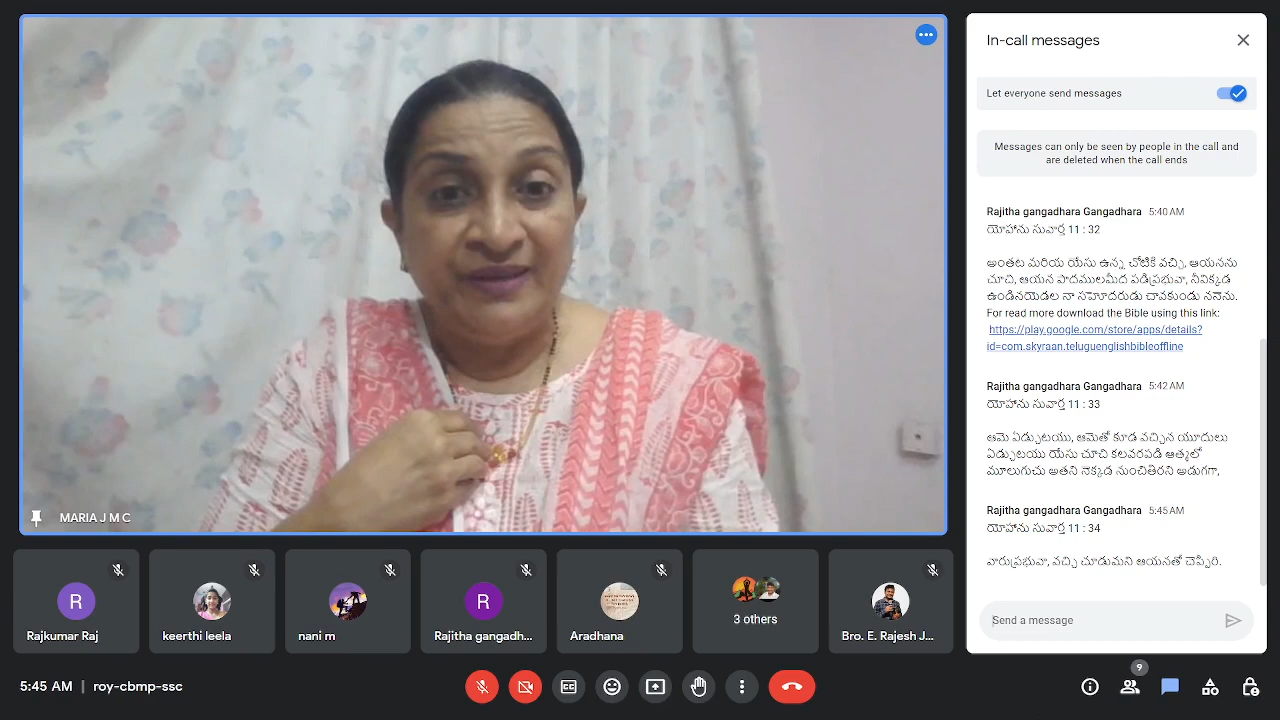 In-call messages
Let everyone send messages
Messages can only be seen by people in the call and
are deleted when the call ends
Rajitha gangadhara Gangadhara 5:40 AM
యోహాను సువార్త 11 : 32
అంతట మరియ యేసు ఉన్న చోటికి వచ్చి, ఆయనను
చూచి, ఆయన పాదములమీద పడిప్రభువా, నీవిక్కడ
ఉండినయెడల నా సహోదరుడు చావకుండు ననెను.
For read more download the Bible using this link:
https://play.google.com/store/apps/details?
id=com.skyraan.teluguenglishbibleoffline
Rajitha gangadhara Gangadhara 5:42 AM
యోహాను సువార్త 11 : 33
ఆమె ఏడ్చుటయు, ఆమెతో కూడ వచ్చిన యూదులు
ఏడ్చుటయు యేసు చూచి కలవరపడి ఆత్మలో
మూలుగుచు అతని నెక్కడ నుంచితిరని అడుగగా,
Rajitha gangadhara Gangadhara 5:45 AM
యోహాను సువార్త 11 : 34
వారుప్రభువా, వచ్చి చూడుమని ఆయనతో చెప్పిరి.
Send a message
MARIA J M C
R
Rajkumar Raj
keerthi leela
nani m
R
Rajitha gangadh...
Aradhana
3 others
Bro. E. Rajesh J...
5:45 AM | roy-cbmp-ssc
9